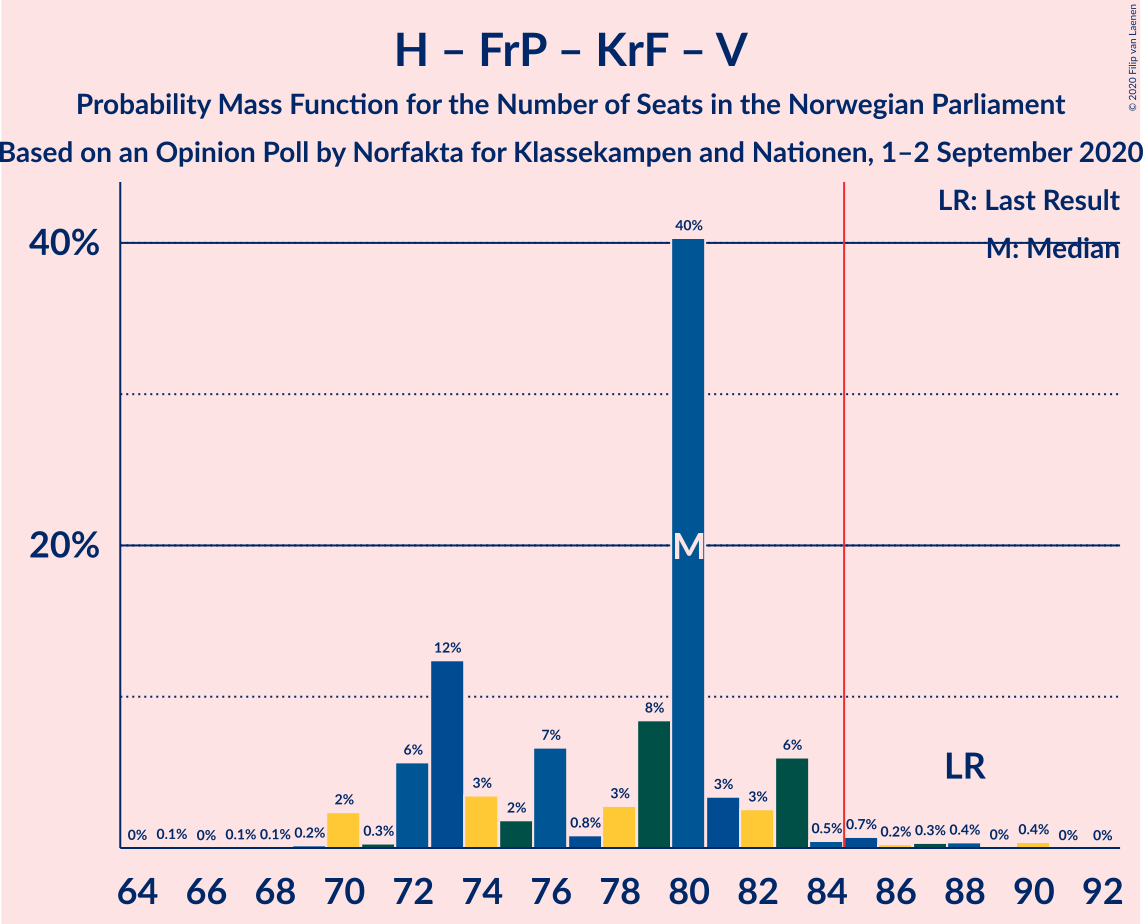 H – FrP – KrF – V
Probability Mass Function for the Number of Seats in the Norwegian Parliament
Based on an Opinion Poll by Norfakta for Klassekampen and Nationen, 1–2 September 2020
© 2020 Filip van Laenen
LR: Last Result
M: Median
40%
20%
0% 0.1% 0% 0.1% 0.1% 0.2% 2% 0.3% 6% 12% 3% 2% 7% 0.8% 3% 8% 40% 3% 3% 6% 0.5% 0.7% 0.2% 0.3% 0.4% 0% 0.4% 0% 0%
M
LR
64 66 68 70 72 74 76 78 80 82 84 86 88 90 92